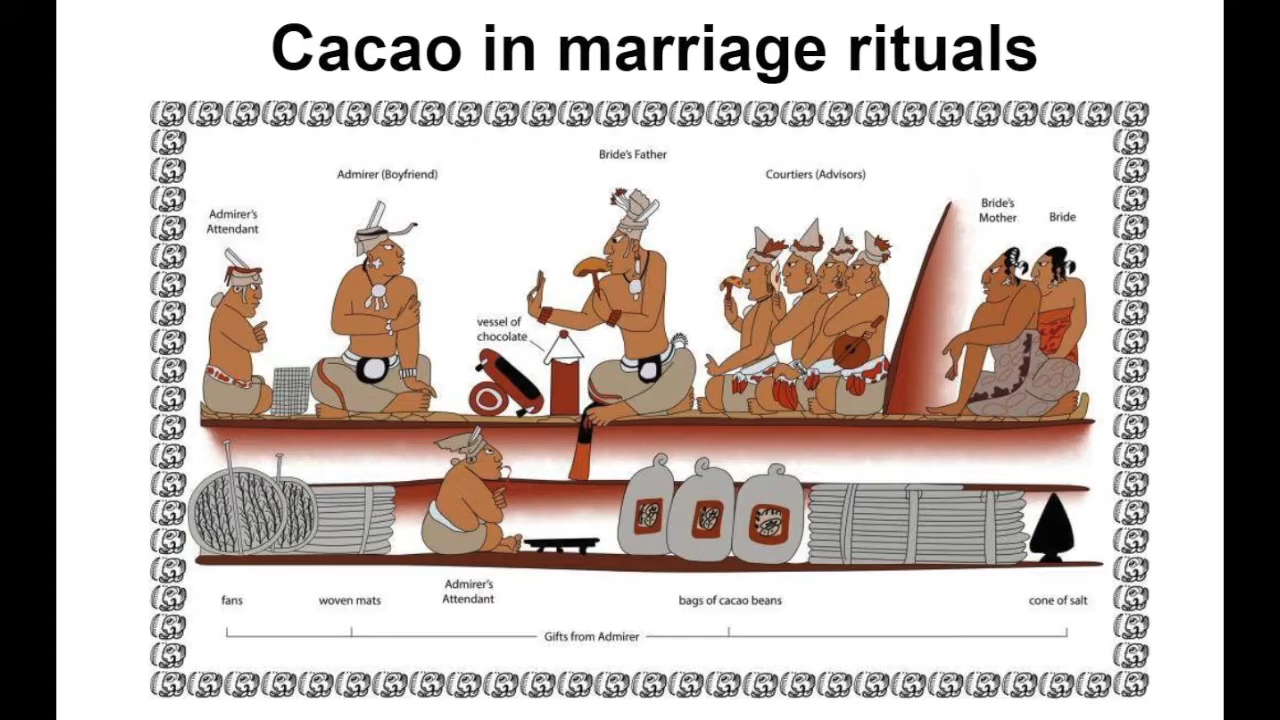 Cacao in marriage rituals
Bride's Father
Admirer (Boyfriend)
Courtiers (Advisors)
Admirer's
Attendant
Bride's
Mother
Bride
vessel of
chocolate
Admirer's
Attendant
fans
woven mats
bags of cacao beans
cone of salt
Gifts from Admirer